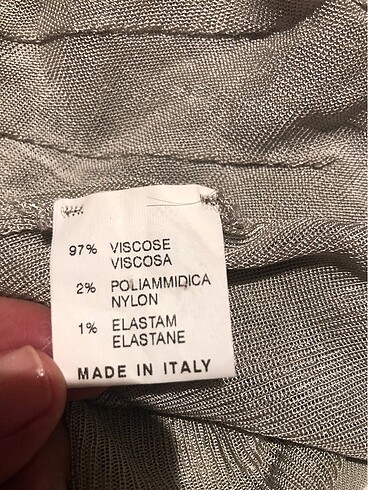 97% VISCOSE
VISCOSA
2% POLIAMMIDICA
NYLON
1% ELASTAM
ELASTANE
MADE IN ITALY